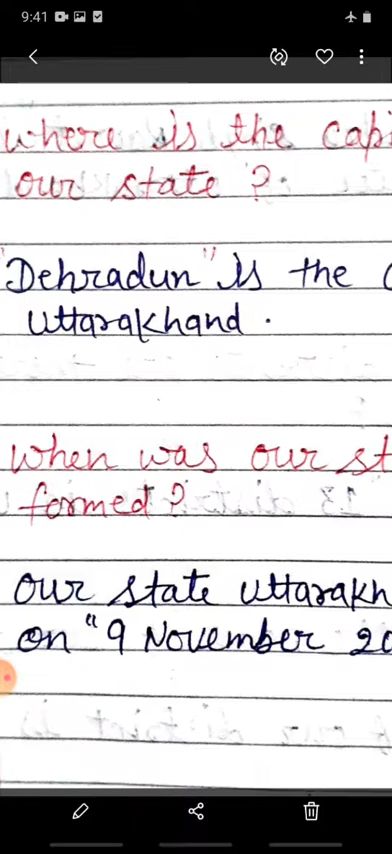 9:41
where is the cap
our state ?
"Dehradun" is the
Uttarakhand .
When was our st
formed ?
our state uttarakh
on "9 November 20